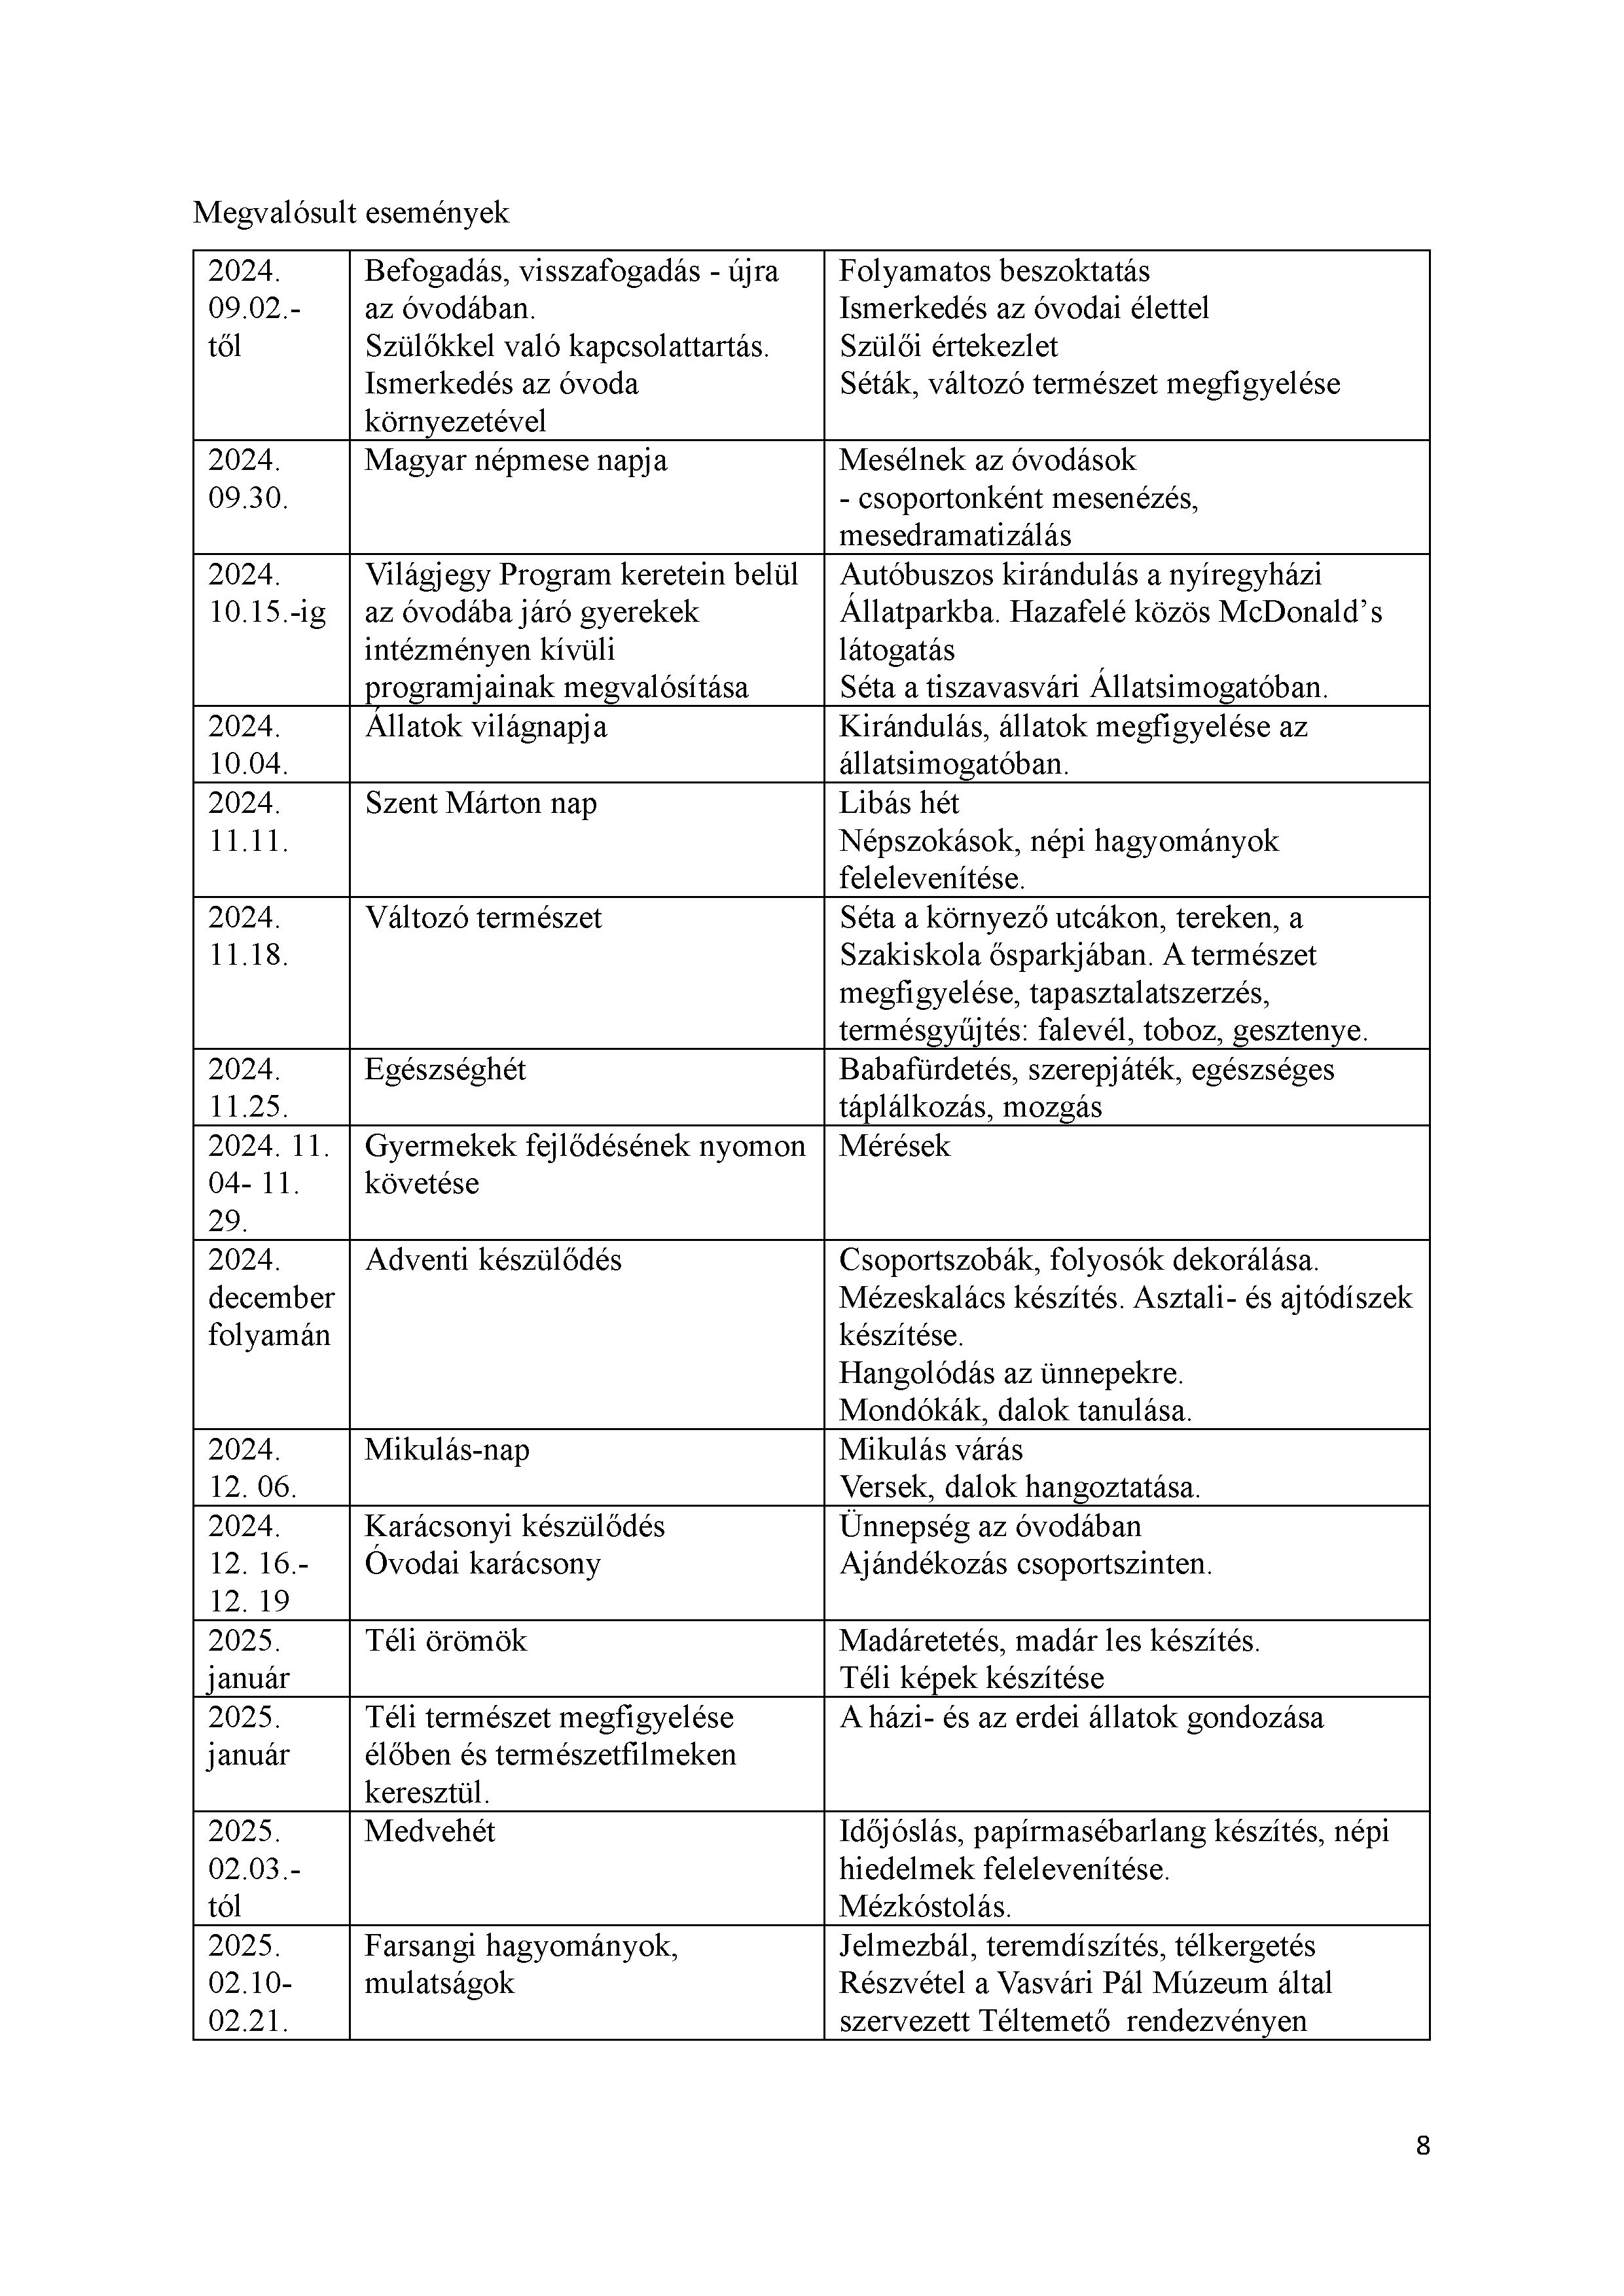 Megvalósult események
2024.
09.02.-
től
Befogadás, visszafogadás - újra
az óvodában.
Szülőkkel való kapcsolattartás.
Ismerkedés az óvoda
környezetével
Folyamatos beszoktatás
Ismerkedés az óvodai élettel
Szülői értekezlet
Séták, változó természet megfigyelése
2024.
09.30.
Magyar népmese napja
Mesélnek az óvodások
- csoportonként mesenézés,
mesedramatizálás
2024.
10.15.-ig
Világjegy Program keretein belül
az óvodába járó gyerekek
intézményen kívüli
programjainak megvalósítása
Autóbuszos kirándulás a nyíregyházi
Állatparkba. Hazafelé közös McDonald’s
látogatás
Séta a tiszavasvári Állatsimogatóban.
2024.
10.04.
Állatok világnapja
Kirándulás, állatok megfigyelése az
állatsimogatóban.
2024.
11.11.
Szent Márton nap
Libás hét
Népszokások, népi hagyományok
felelevenítése.
2024.
11.18.
Változó természet
Séta a környező utcákon, tereken, a
Szakiskola ősparkjában. A természet
megfigyelése, tapasztalatszerzés,
termésgyűjtés: falevél, toboz, gesztenye.
2024.
11.25.
Egészséghét
Babafürdetés, szerepjáték, egészséges
táplálkozás, mozgás
2024. 11.
04- 11.
29.
Gyermekek fejlődésének nyomon
követése
Mérések
2024.
december
folyamán
Adventi készülődés
Csoportszobák, folyosók dekorálása.
Mézeskalács készítés. Asztali- és ajtódíszek
készítése.
Hangolódás az ünnepekre.
Mondókák, dalok tanulása.
2024.
12. 06.
Mikulás-nap
Mikulás várás
Versek, dalok hangoztatása.
2024.
12. 16.-
12. 19
Karácsonyi készülődés
Óvodai karácsony
Ünnepség az óvodában
Ajándékozás csoportszinten.
2025.
január
Téli örömök
Madáretetés, madár les készítés.
Téli képek készítése
2025.
január
Téli természet megfigyelése
élőben és természetfilmeken
keresztül.
A házi- és az erdei állatok gondozása
2025.
02.03.-
tól
Medvehét
Időjóslás, papírmasébarlang készítés, népi
hiedelmek felelevenítése.
Mézkóstolás.
2025.
02.10-
02.21.
Farsangi hagyományok,
mulatságok
Jelmezbál, teremdíszítés, télkergetés
Részvétel a Vasvári Pál Múzeum által
szervezett Téltemető  rendezvényen
8